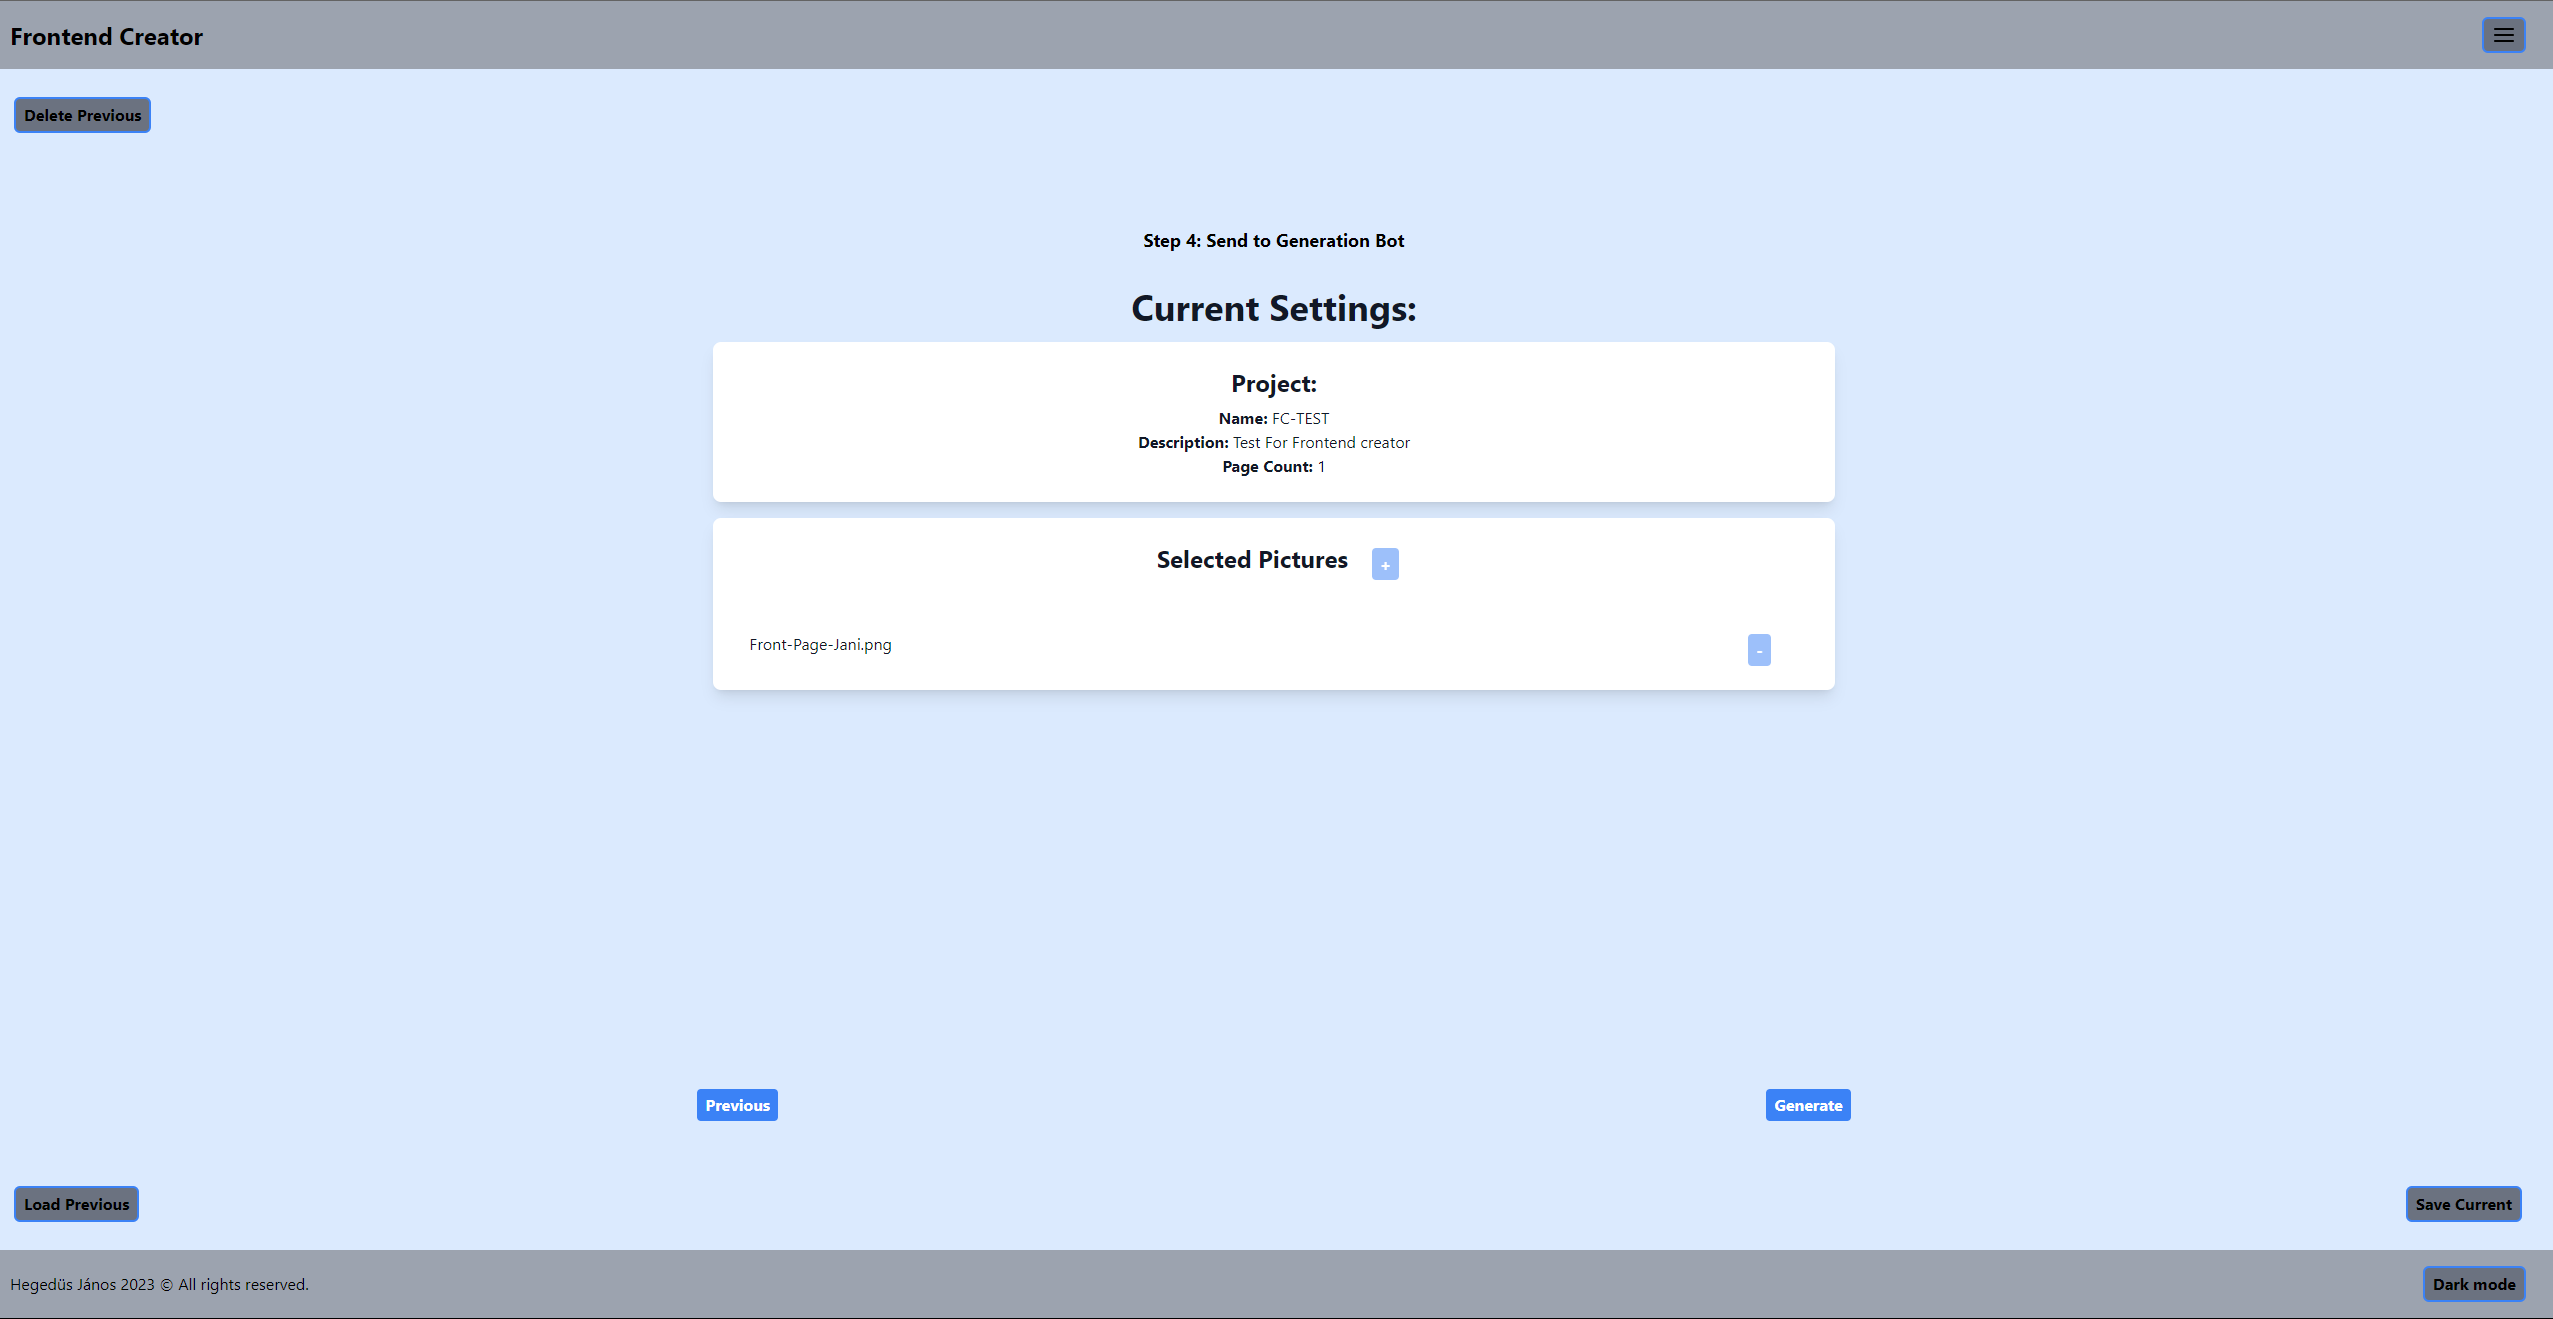 Frontend Creator
Delete Previous
Step 4: Send to Generation Bot
Current Settings:
Project:
Name: FC-TEST
Description: Test For Frontend creator
Page Count: 1
Selected Pictures +
Front-Page-Jani.png -
Previous Generate
Load Previous Save Current
Hegedüs János 2023 © All rights reserved. Dark mode